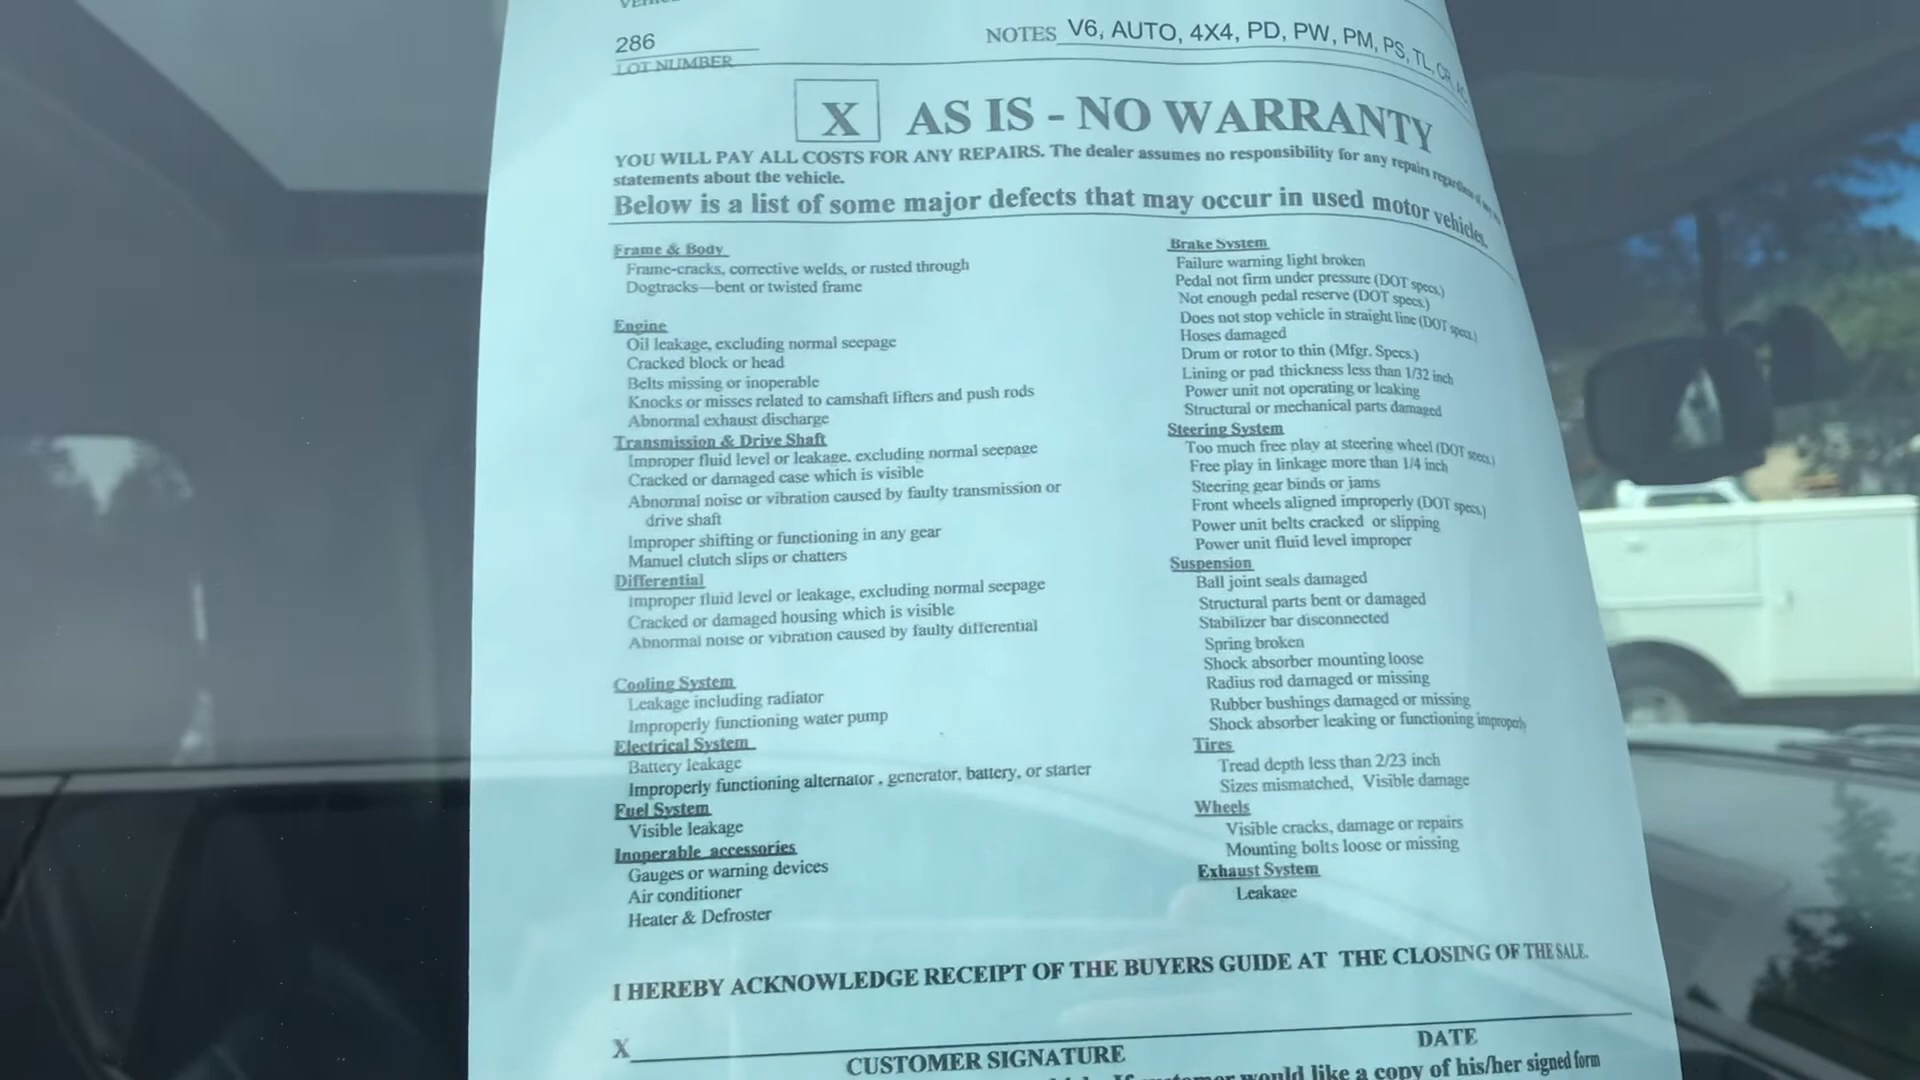 286
LOT NUMBER
NOTES V6, AUTO, 4X4, PD, PW, PM, PS, TL, CR, AC
X AS IS - NO WARRANTY
YOU WILL PAY ALL COSTS FOR ANY REPAIRS. The dealer assumes no responsibility for any repairs regardless of any
statements about the vehicle.
Below is a list of some major defects that may occur in used motor vehicles.
Frame & Body
Frame-cracks, corrective welds, or rusted through
Dogtracks—bent or twisted frame
Engine
Oil leakage, excluding normal seepage
Cracked block or head
Belts missing or inoperable
Knocks or misses related to camshaft lifters and push rods
Abnormal exhaust discharge
Transmission & Drive Shaft
Improper fluid level or leakage, excluding normal seepage
Cracked or damaged case which is visible
Abnormal noise or vibration caused by faulty transmission or
drive shaft
Improper shifting or functioning in any gear
Manuel clutch slips or chatters
Differential
Improper fluid level or leakage, excluding normal seepage
Cracked or damaged housing which is visible
Abnormal noise or vibration caused by faulty differential
Cooling System
Leakage including radiator
Improperly functioning water pump
Electrical System
Battery leakage
Improperly functioning alternator , generator, battery, or starter
Fuel System
Visible leakage
Inoperable accessories
Gauges or warning devices
Air conditioner
Heater & Defroster
Brake System
Failure warning light broken
Pedal not firm under pressure (DOT specs.)
Not enough pedal reserve (DOT specs.)
Does not stop vehicle in straight line (DOT specs.)
Hoses damaged
Drum or rotor to thin (Mfgr. Specs.)
Lining or pad thickness less than 1/32 inch
Power unit not operating or leaking
Structural or mechanical parts damaged
Steering System
Too much free play at steering wheel (DOT specs.)
Free play in linkage more than 1/4 inch
Steering gear binds or jams
Front wheels aligned improperly (DOT specs.)
Power unit belts cracked or slipping
Power unit fluid level improper
Suspension
Ball joint seals damaged
Structural parts bent or damaged
Stabilizer bar disconnected
Spring broken
Shock absorber mounting loose
Radius rod damaged or missing
Rubber bushings damaged or missing
Shock absorber leaking or functioning improperly
Tires
Tread depth less than 2/23 inch
Sizes mismatched, Visible damage
Wheels
Visible cracks, damage or repairs
Mounting bolts loose or missing
Exhaust System
Leakage
I HEREBY ACKNOWLEDGE RECEIPT OF THE BUYERS GUIDE AT THE CLOSING OF THE SALE.
X
CUSTOMER SIGNATURE DATE
would like a copy of his/her signed form